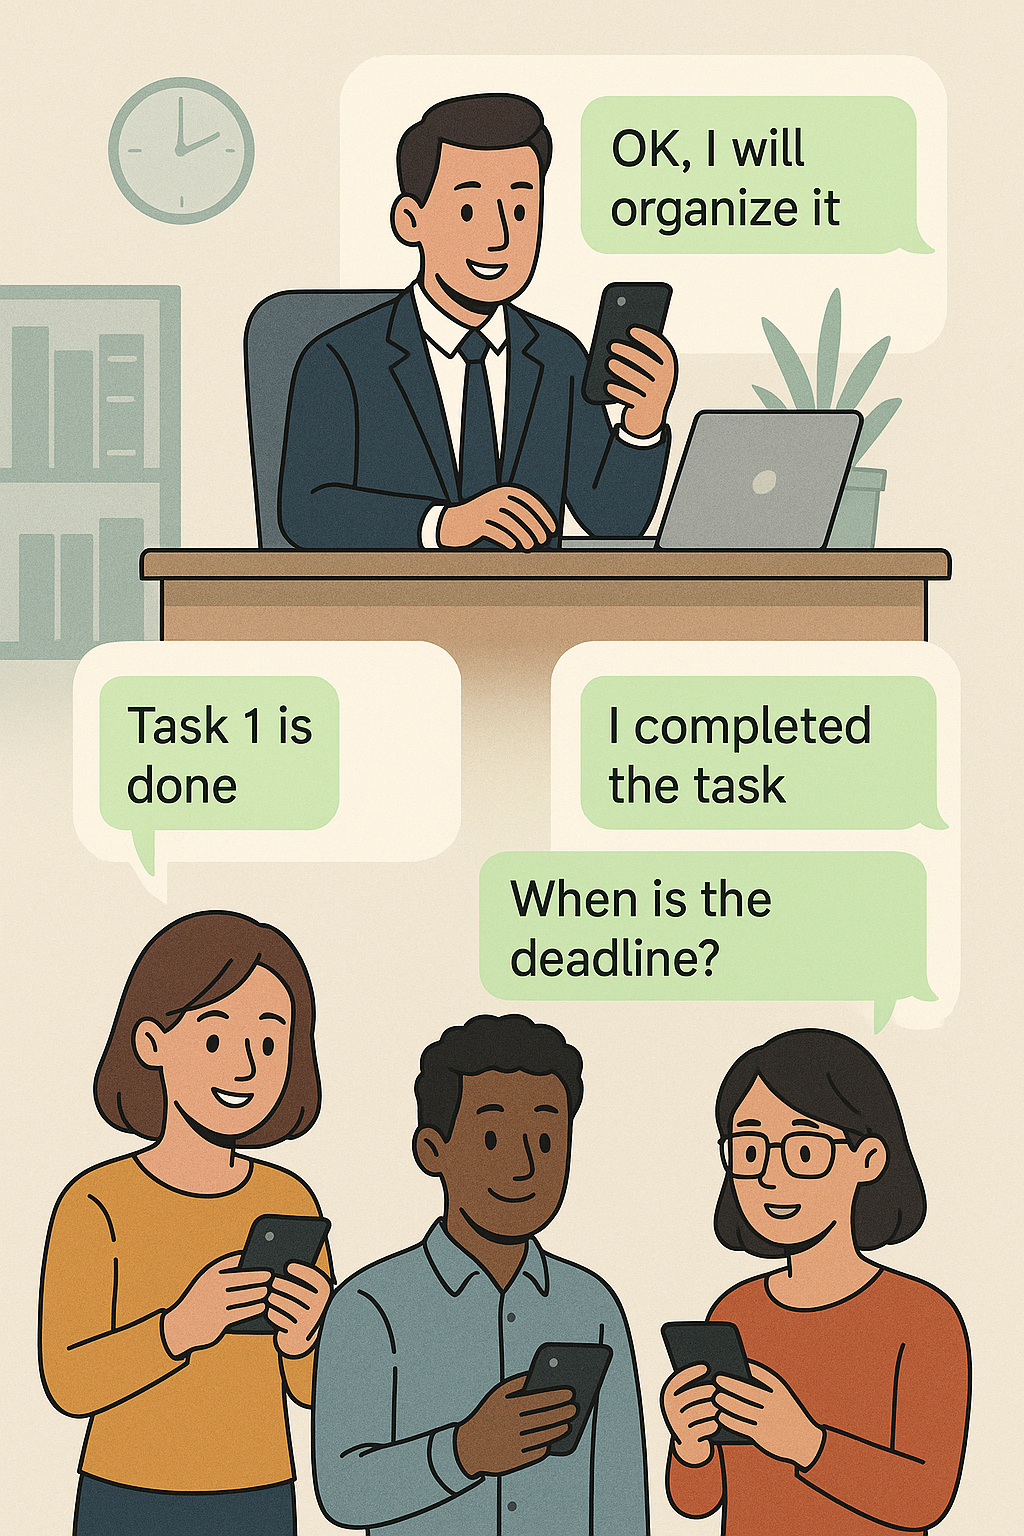 OK, I will
organize it
Task 1 is
done
I completed
the task
When is the
deadline?